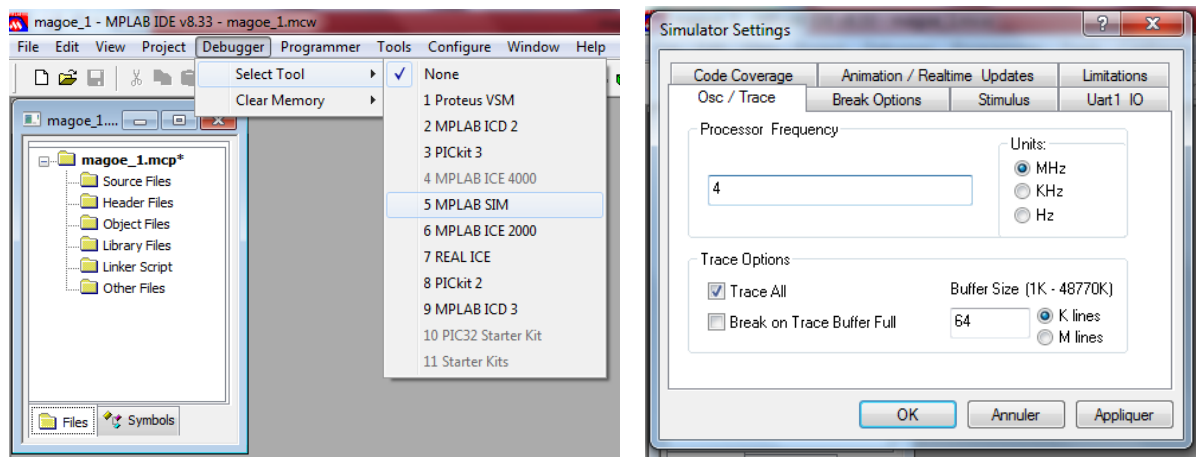 magoe_1 - MPLAB IDE v8.33 - magoe_1.mcw
File Edit View Project Debugger Programmer Tools Configure Window Help
Select Tool
Clear Memory
None
1 Proteus VSM
2 MPLAB ICD 2
3 PICkit 3
4 MPLAB ICE 4000
5 MPLAB SIM
6 MPLAB ICE 2000
7 REAL ICE
8 PICkit 2
9 MPLAB ICD 3
10 PIC32 Starter Kit
11 Starter Kits
magoe_1....
magoe_1.mcp*
Source Files
Header Files
Object Files
Library Files
Linker Script
Other Files
Files Symbols
Simulator Settings
Code Coverage Animation / Realtime Updates Limitations
Osc / Trace Break Options Stimulus Uart1 IO
Processor Frequency
Units:
4
MHz
KHz
Hz
Trace Options
Trace All
Buffer Size (1K - 48770K)
Break on Trace Buffer Full
64
K lines
M lines
OK Annuler Appliquer